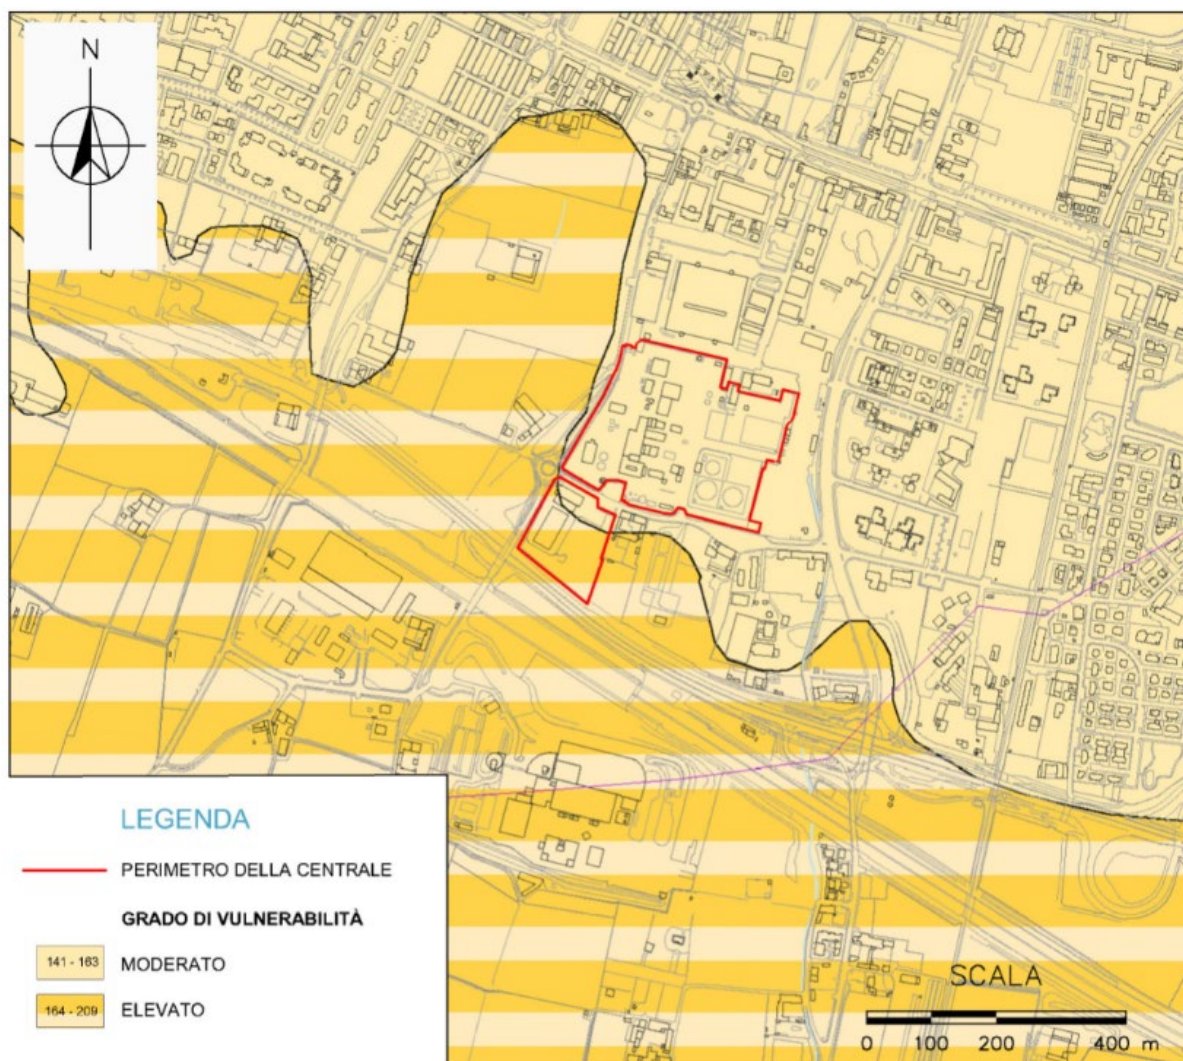 N
LEGENDA
PERIMETRO DELLA CENTRALE
GRADO DI VULNERABILITÀ
141 - 163 MODERATO
164 - 209 ELEVATO
SCALA
0 100 200 400 m